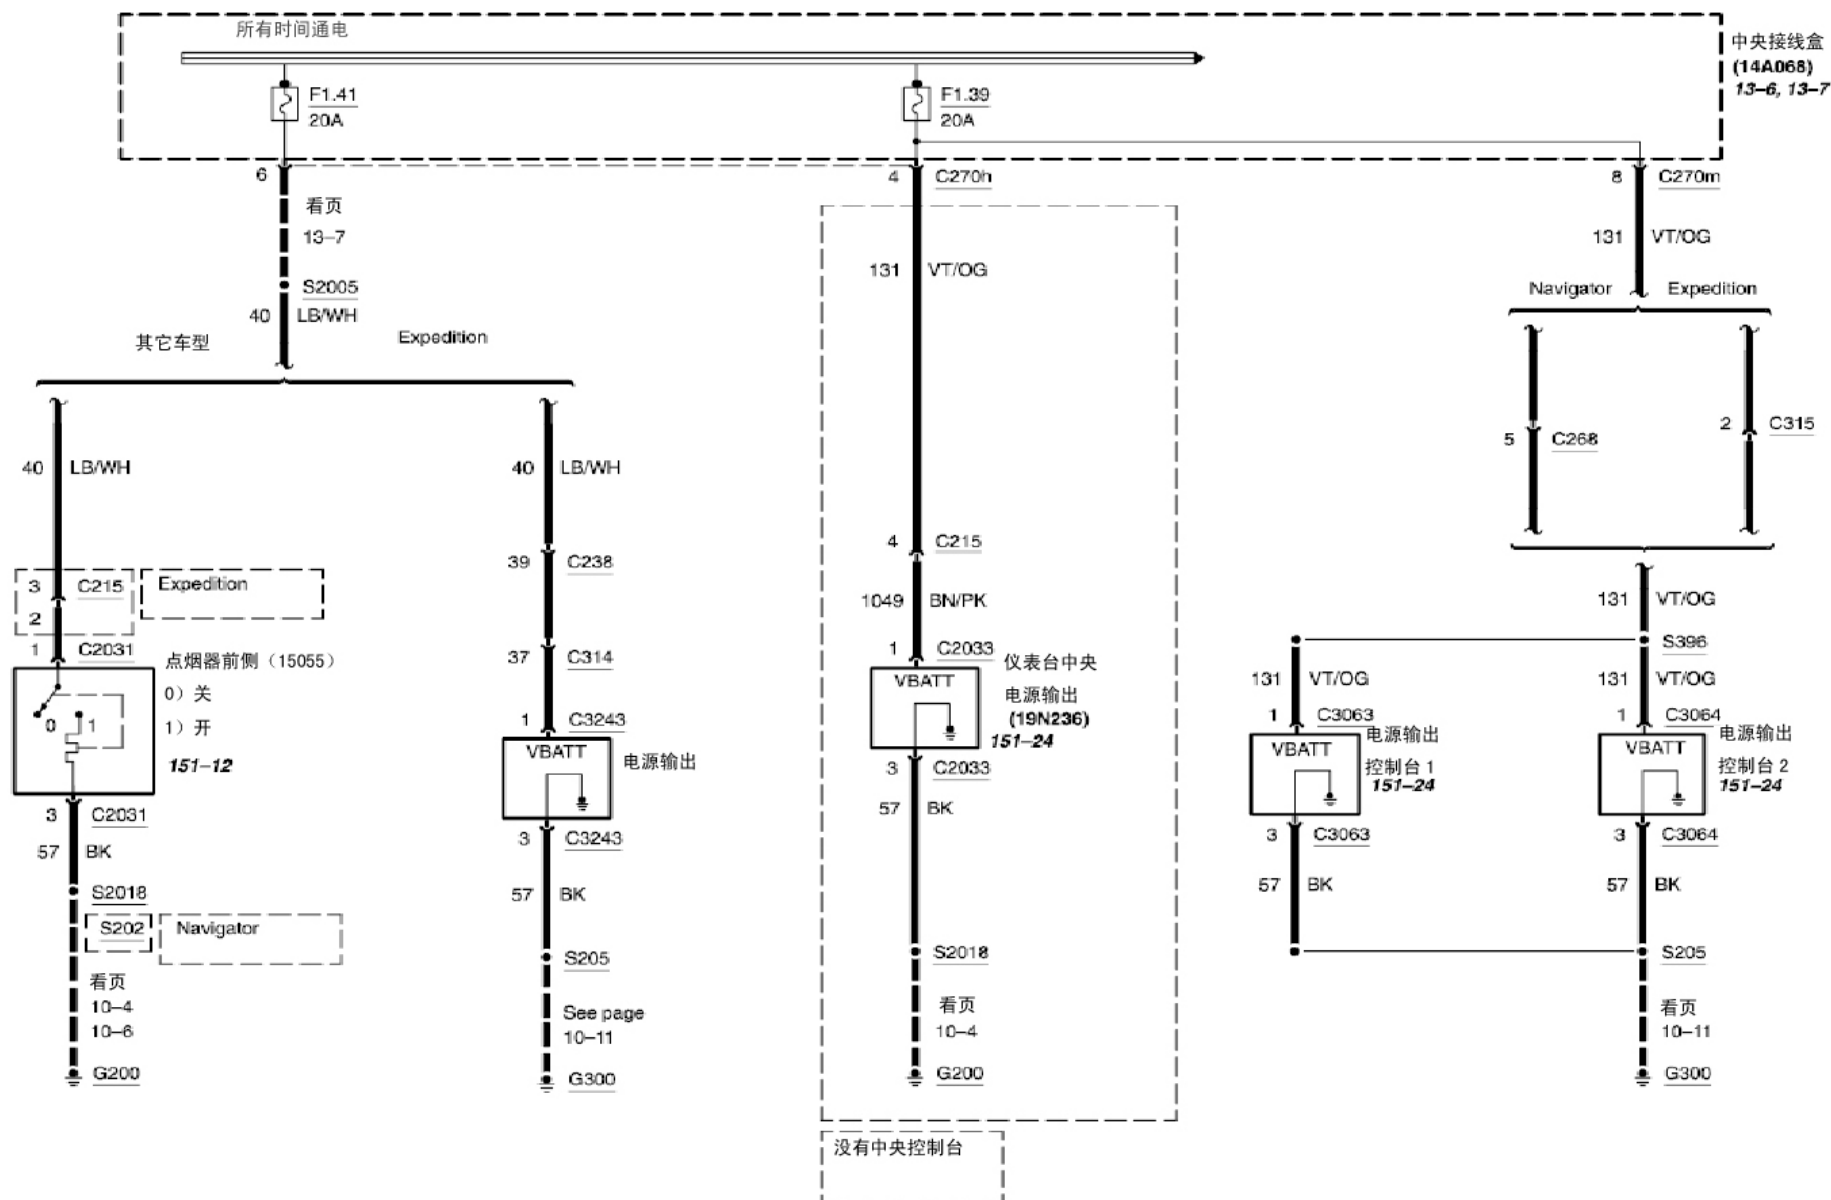 所有时间通电
中央接线盒
(14A068)
13–6, 13–7
F1.41
20A
F1.39
20A
6
4
C270h
8
C270m
看页
13–7
131
VT/OG
131
VT/OG
S2005
40
LB/WH
Navigator
Expedition
其它车型
Expedition
40
LB/WH
40
LB/WH
5
C268
2
C315
39
C238
4
C215
3
C215
2
Expedition
1049
BN/PK
131
VT/OG
S396
1
C2031
37
C314
1
C2033
点烟器前侧（15055）
0）关
1）开
151–12
0
1
仪表台中央
电源输出
(19N236)
151–24
VBATT
131
VT/OG
131
VT/OG
1
C3243
1
C3063
1
C3064
VBATT
电源输出
VBATT
电源输出
控制台 1
151–24
VBATT
电源输出
控制台 2
151–24
3
C2033
3
C2031
57
BK
3
C3243
3
C3063
3
C3064
57
BK
57
BK
57
BK
57
BK
S2018
S202
Navigator
S205
S2018
S205
看页
10–4
10–6
See page
10–11
看页
10–4
看页
10–11
G200
G300
G200
G300
没有中央控制台